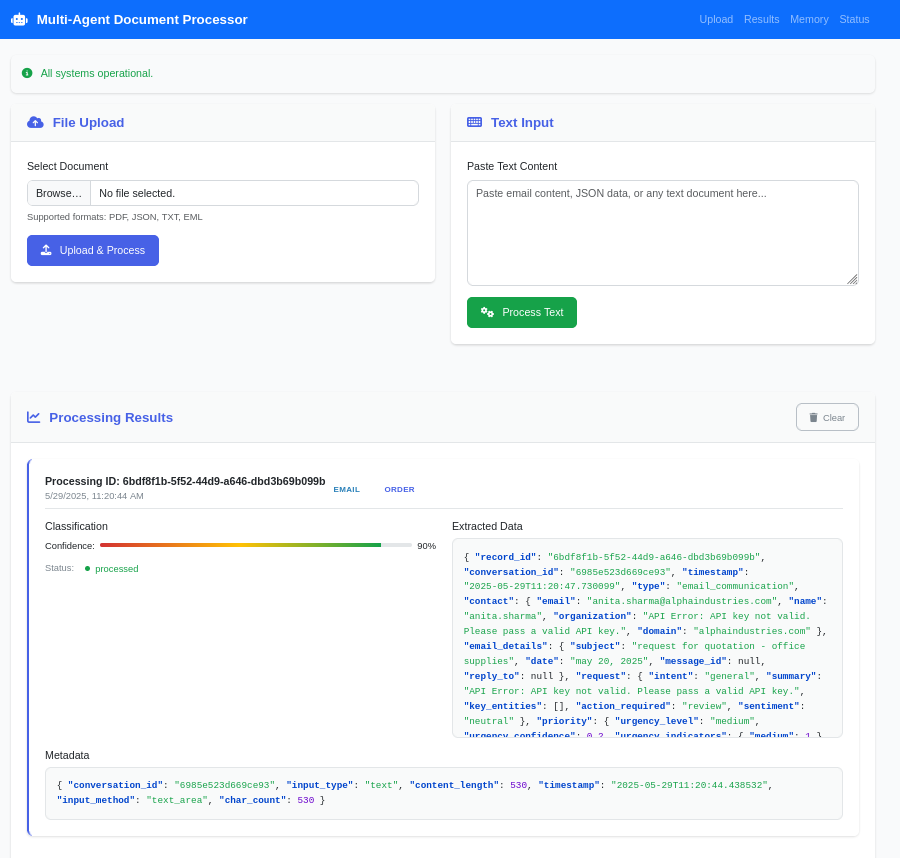 Multi-Agent Document Processor
Upload Results Memory Status
All systems operational.
File Upload
Select Document
Browse... No file selected.
Supported formats: PDF, JSON, TXT, EML
Upload & Process
Text Input
Paste Text Content
Paste email content, JSON data, or any text document here...
Process Text
Processing Results
Clear
Processing ID: 6bdf8f1b-5f52-44d9-a646-dbd3b69b099b EMAIL ORDER
5/29/2025, 11:20:44 AM
Classification
Confidence: 90%
Status: processed
Extracted Data
{ "record_id": "6bdf8f1b-5f52-44d9-a646-dbd3b69b099b",
"conversation_id": "6985e523d669ce93", "timestamp":
"2025-05-29T11:20:47.730099", "type": "email_communication",
"contact": { "email": "anita.sharma@alphaindustries.com", "name":
"anita.sharma", "organization": "API Error: API key not valid.
Please pass a valid API key.", "domain": "alphaindustries.com" },
"email_details": { "subject": "request for quotation - office
supplies", "date": "may 20, 2025", "message_id": null,
"reply_to": null }, "request": { "intent": "general", "summary":
"API Error: API key not valid. Please pass a valid API key.",
"key_entities": [], "action_required": "review", "sentiment":
"neutral" }, "priority": { "urgency_level": "medium",
"urgency_confidence": 0.2, "urgency_indicators": { "medium": 1 }
Metadata
{ "conversation_id": "6985e523d669ce93", "input_type": "text", "content_length": 530, "timestamp": "2025-05-29T11:20:44.438532",
"input_method": "text_area", "char_count": 530 }